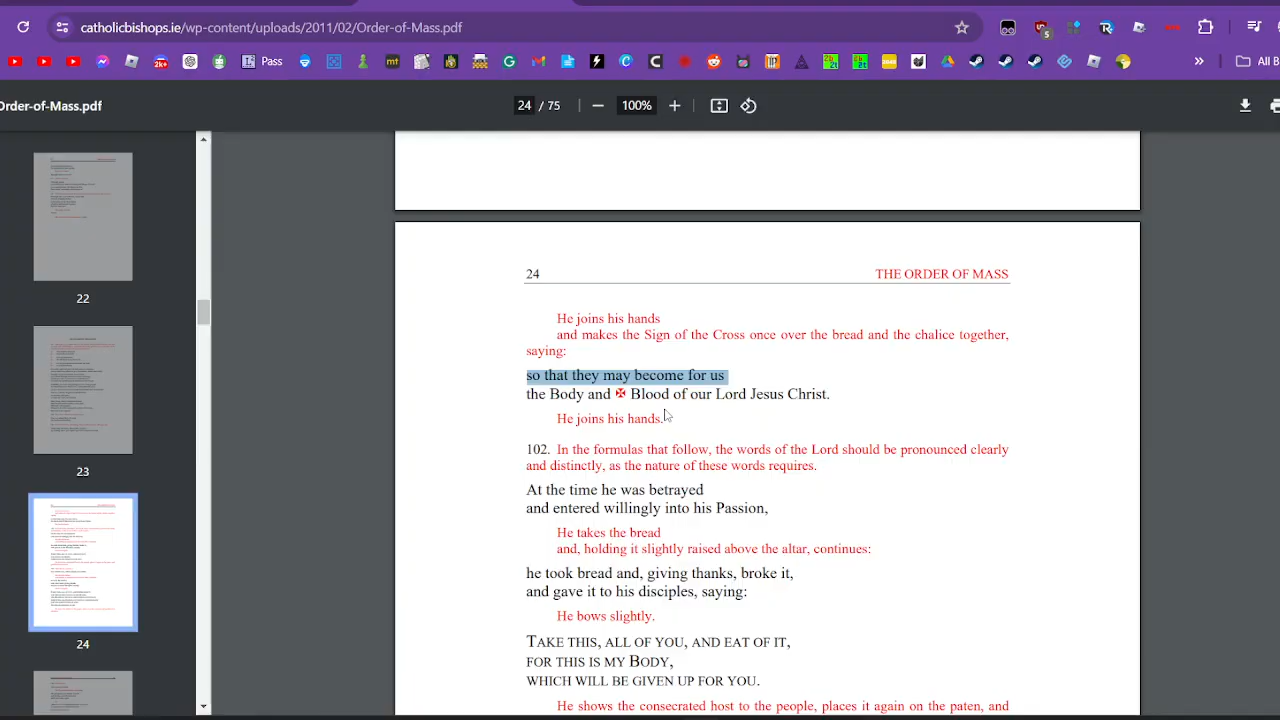 catholicbishops.ie/wp-content/uploads/2011/02/Order-of-Mass.pdf
2k+
Pass
mt
All B
Order-of-Mass.pdf
24 / 75
100%
22
23
24
24 THE ORDER OF MASS
He joins his hands
and makes the Sign of the Cross once over the bread and the chalice together,
saying:
so that they may become for us
the Body and ✠ Blood of our Lord Jesus Christ.
He joins his hands.
102. In the formulas that follow, the words of the Lord should be pronounced clearly
and distinctly, as the nature of these words requires.
At the time he was betrayed
and entered willingly into his Passion,
He takes the bread
and, holding it slightly raised above the altar, continues:
he took bread and, giving thanks, broke it,
and gave it to his disciples, saying:
He bows slightly.
TAKE THIS, ALL OF YOU, AND EAT OF IT,
FOR THIS IS MY BODY,
WHICH WILL BE GIVEN UP FOR YOU.
He shows the consecrated host to the people, places it again on the paten, and